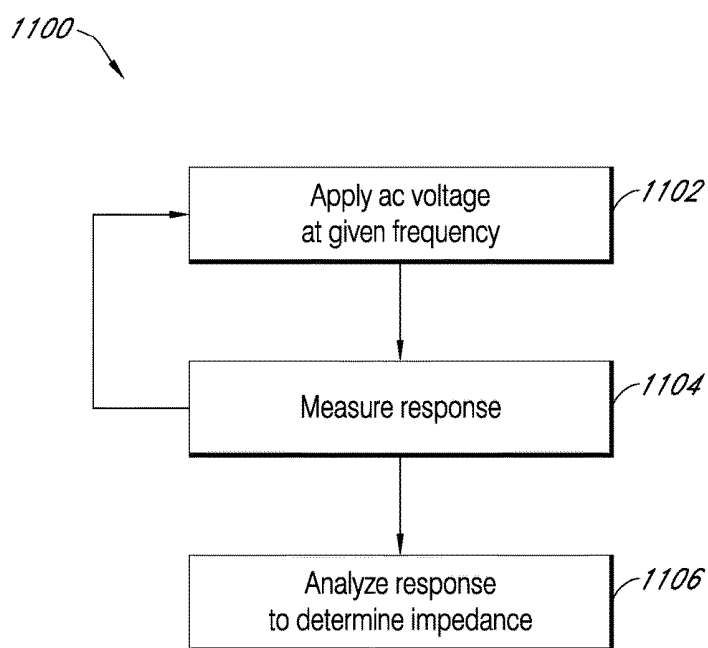 1100
Apply ac voltage
at given frequency
1102
Measure response
1104
Analyze response
to determine impedance
1106